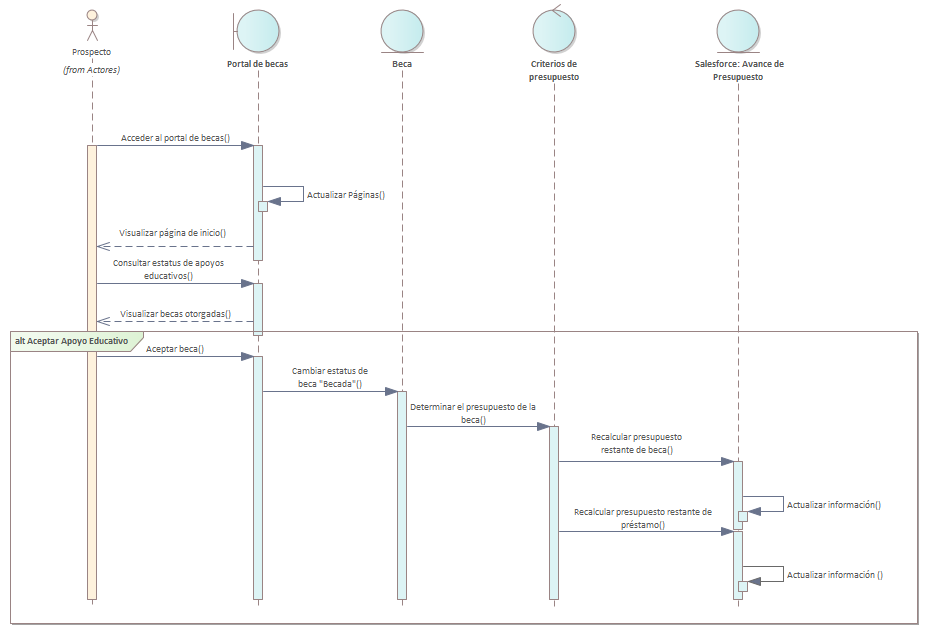 Prospecto
(from Actores)
Portal de becas
Beca
Criterios de
presupuesto
Salesforce: Avance de
Presupuesto
Acceder al portal de becas()
Actualizar Páginas()
Visualizar página de inicio()
Consultar estatus de apoyos
educativos()
Visualizar becas otorgadas()
alt Aceptar Apoyo Educativo
Aceptar beca()
Cambiar estatus de
beca "Becada"()
Determinar el presupuesto de la
beca()
Recalcular presupuesto
restante de beca()
Actualizar información()
Recalcular presupuesto restante de
préstamo()
Actualizar información ()